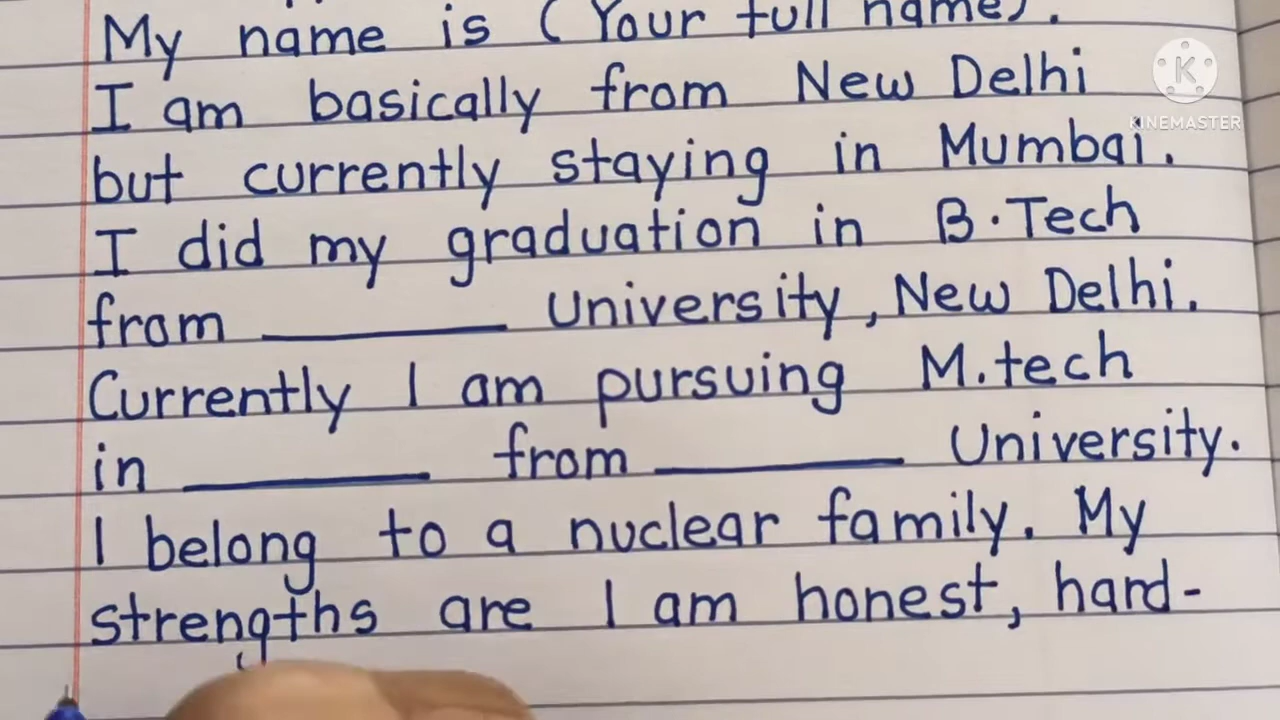 My name is (Your full name).
I am basically from New Delhi
but currently staying in Mumbai.
I did my graduation in B.Tech
from ________ University, New Delhi.
Currently I am pursuing M.tech
in ________ from ________ University.
I belong to a nuclear family. My
strengths are I am honest, hard-
K
KINEMASTER